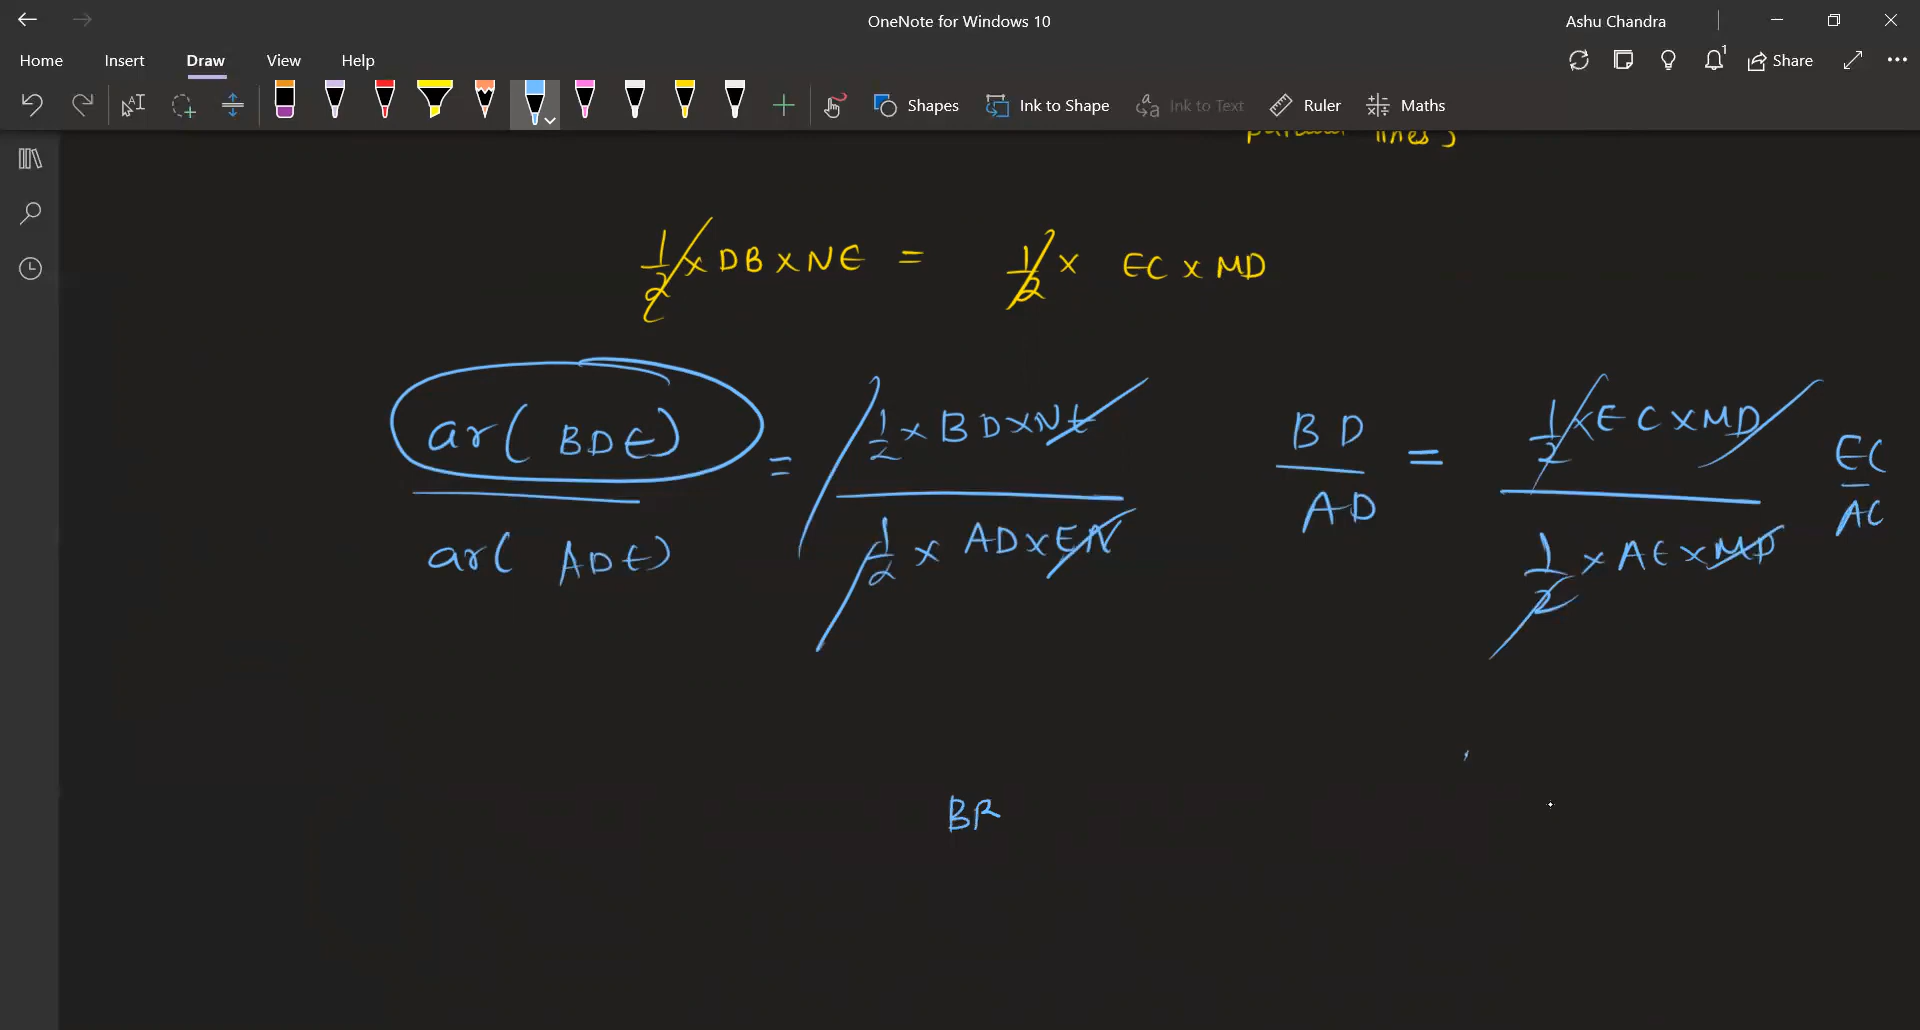 OneNote for Windows 10
Ashu Chandra
Home Insert Draw View Help
1
Share
Shapes Ink to Shape Ink to Text Ruler Maths
lines }
1/2 × DB × NE = 1/2 × EC × MD
ar( BDE) / ar( ADE) = 1/2 × BD × NE / 1/2 × AD × EN
BD / AD = 1/2 × EC × MD / 1/2 × AE × MD
EC / AC
BR